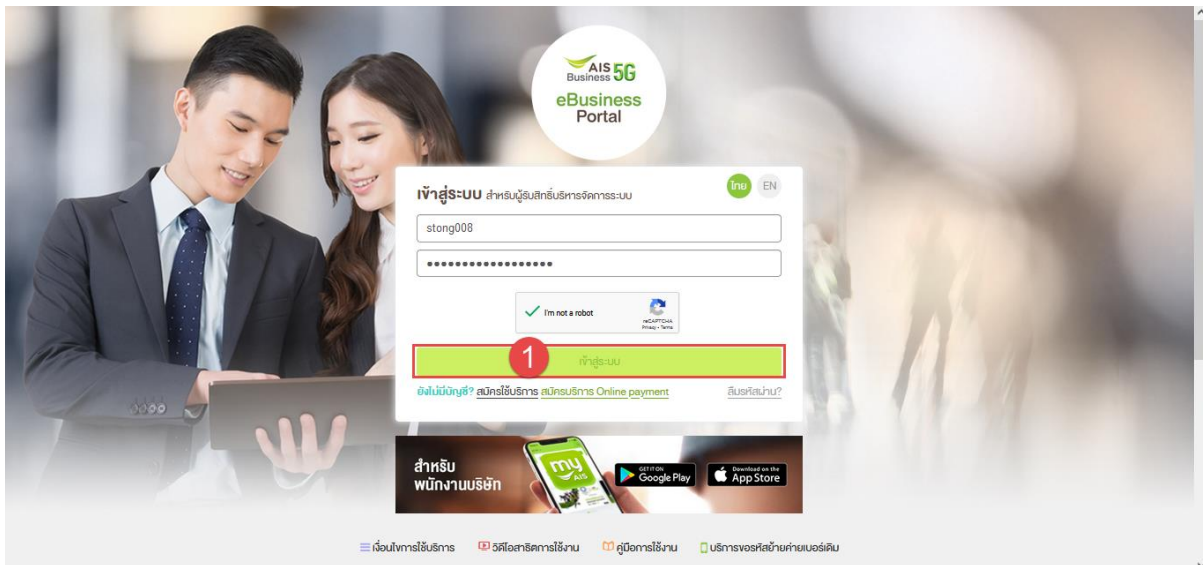 AIS
Business 5G
eBusiness
Portal
เข้าสู่ระบบ สำหรับผู้รับสิทธิ์บริหารจัดการระบบ
ไทย EN
stong008
I'm not a robot
reCAPTCHA
Privacy - Terms
1 เข้าสู่ระบบ
ยังไม่มีบัญชี? สมัครใช้บริการ สมัครบริการ Online payment ลืมรหัสผ่าน?
สำหรับ
พนักงานบริษัท
my
AIS
GET IT ON
Google Play
Download on the
App Store
เงื่อนไขการใช้บริการ วิดีโอสาธิตการใช้งาน คู่มือการใช้งาน บริการขอรหัสย้ายค่ายเบอร์เดิม